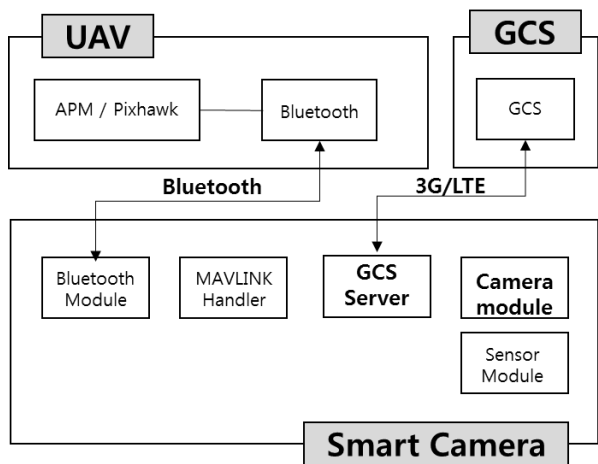 UAV
GCS
APM / Pixhawk
Bluetooth
GCS
Bluetooth
3G/LTE
Bluetooth
Module
MAVLINK
Handler
GCS
Server
Camera
module
Sensor
Module
Smart Camera